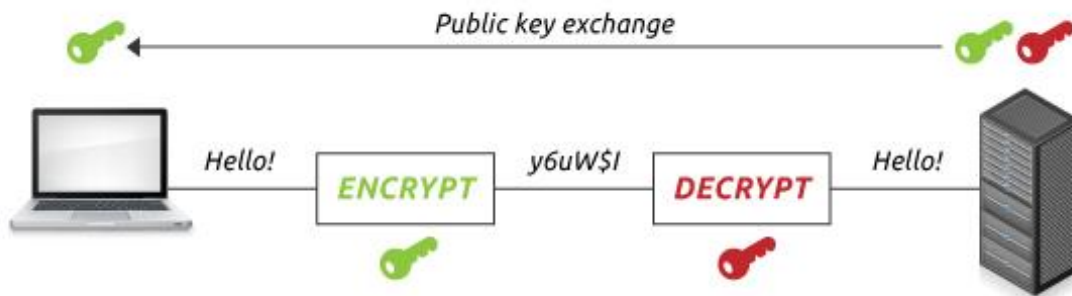 Public key exchange
Hello!
ENCRYPT
y6uW$I
DECRYPT
Hello!